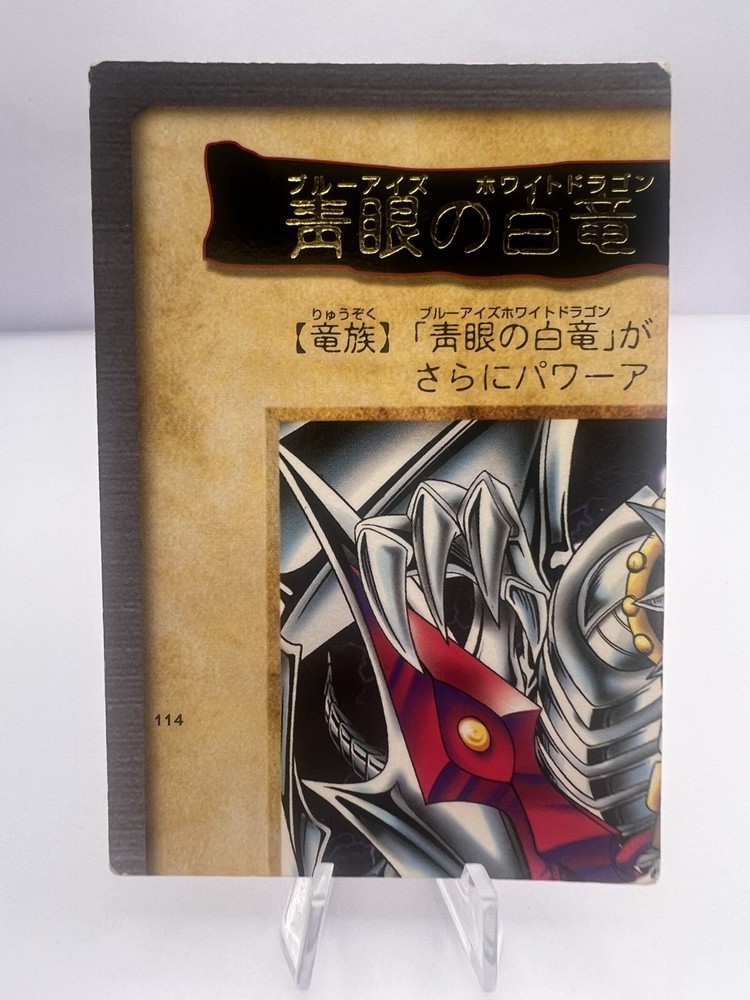 ブルーアイズ ホワイトドラゴン
青眼の白竜
りゅうぞく ブルーアイズホワイトドラゴン
【竜族】「青眼の白竜」が
さらにパワーア
114